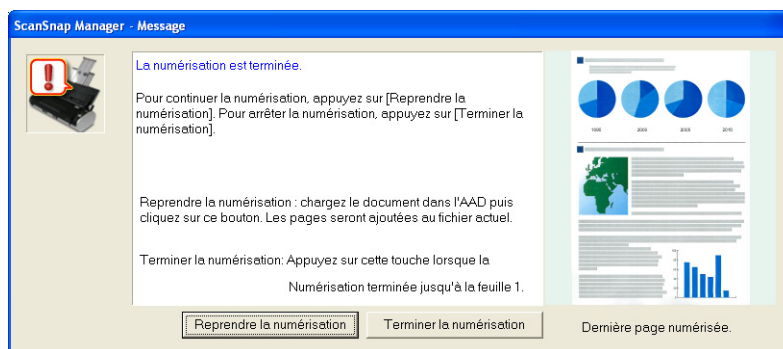 ScanSnap Manager - Message
La numérisation est terminée.
Pour continuer la numérisation, appuyez sur [Reprendre la
numérisation]. Pour arrêter la numérisation, appuyez sur [Terminer la
numérisation].
Reprendre la numérisation : chargez le document dans l'AAD puis
cliquez sur ce bouton. Les pages seront ajoutées au fichier actuel.
Terminer la numérisation: Appuyez sur cette touche lorsque la
Numérisation terminée jusqu'à la feuille 1.
Reprendre la numérisation
Terminer la numérisation
Dernière page numérisée.